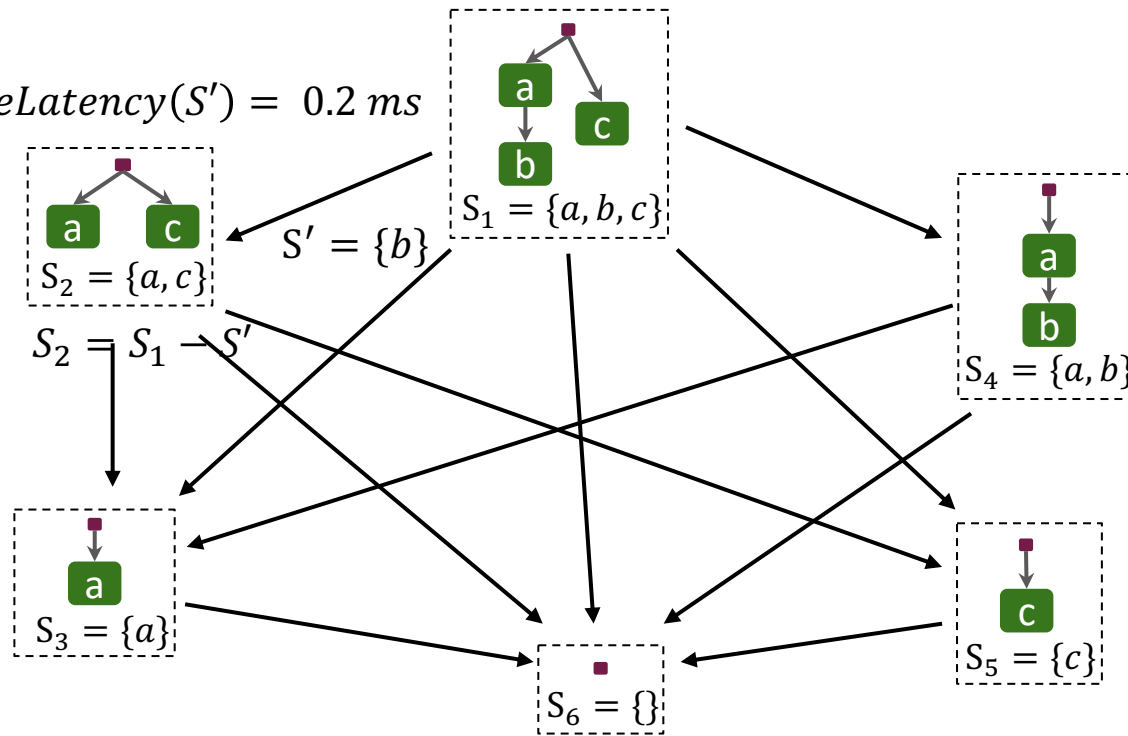 a
c
b
S₁ = {a, b, c}
eLatency(S′) = 0.2 ms
a
c
S₂ = {a, c}
S′ = {b}
S₂ = S₁ − S′
a
b
S₄ = {a, b}
a
S₃ = {a}
S₆ = {}
c
S₅ = {c}